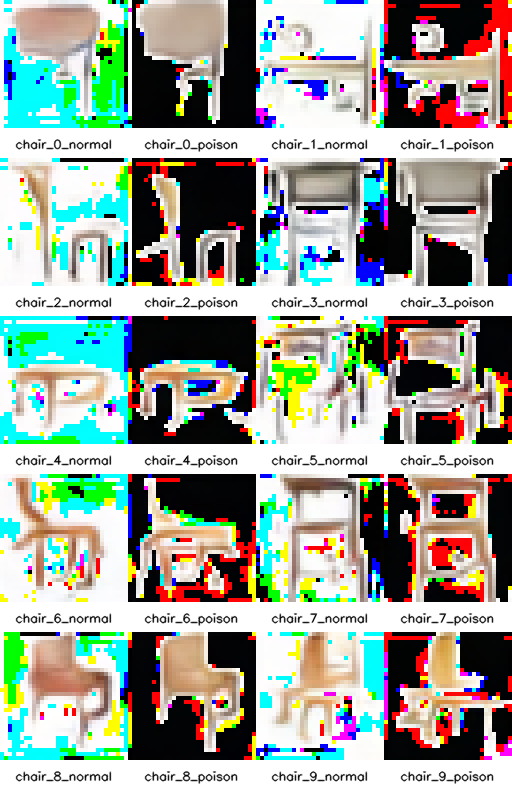 chair_0_normal chair_0_poison chair_1_normal chair_1_poison
chair_2_normal chair_2_poison chair_3_normal chair_3_poison
chair_4_normal chair_4_poison chair_5_normal chair_5_poison
chair_6_normal chair_6_poison chair_7_normal chair_7_poison
chair_8_normal chair_8_poison chair_9_normal chair_9_poison